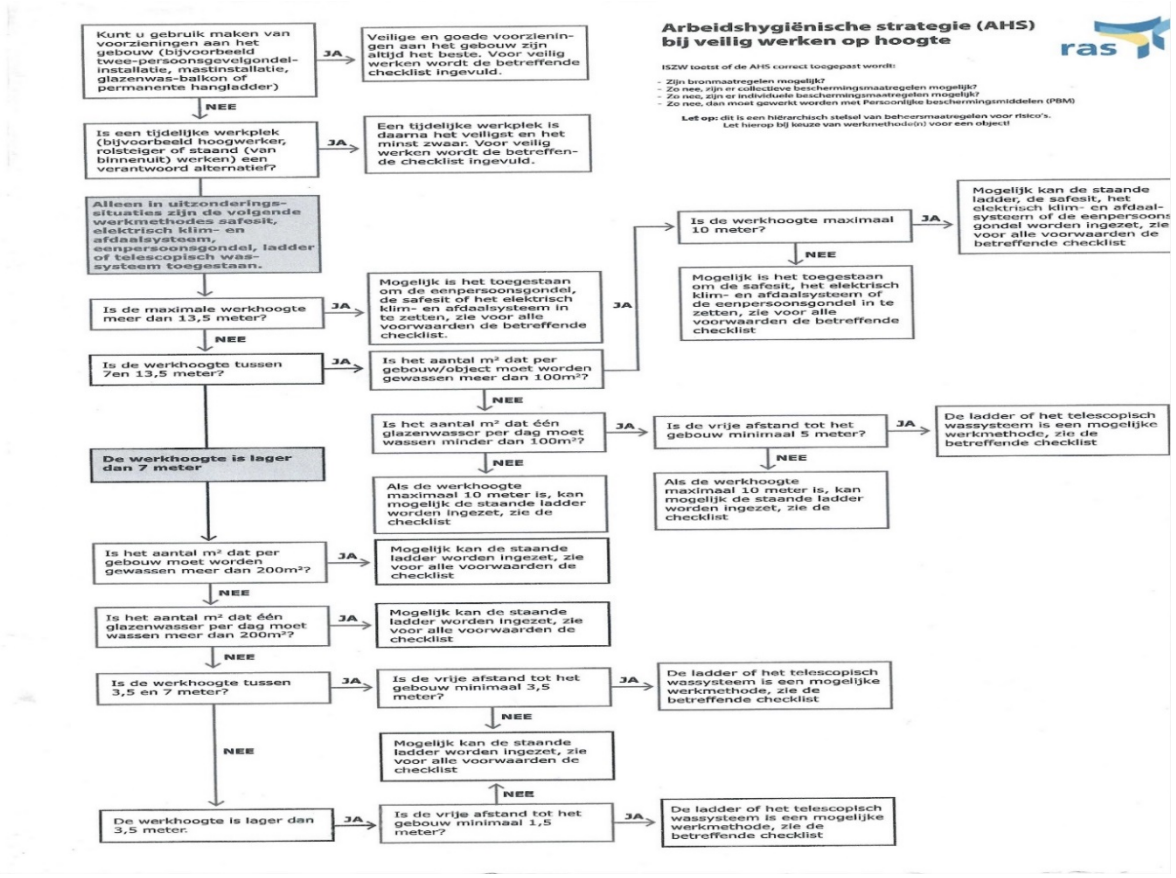 Arbeidshygiënische strategie (AHS)
bij veilig werken op hoogte
ras
ISZW toetst of de AHS correct toegepast wordt:
- Zijn bronmaatregelen mogelijk?
- Zo nee, zijn er collectieve beschermingsmaatregelen mogelijk?
- Zo nee, zijn er individuele beschermingsmaatregelen mogelijk?
- Zo nee, dan moet gewerkt worden met Persoonlijke beschermingsmiddelen (PBM)
Let op: dit is een hiërarchisch stelsel van beheersmaatregelen voor risico's.
Let hierop bij keuze van werkmethode(n) voor een object!
Kunt u gebruik maken van
voorzieningen aan het
gebouw (bijvoorbeeld
twee-persoonsgevelgondel-
installatie, mastinstallatie,
glazenwas-balkon of
permanente hangladder)
JA
Veilige en goede voorzienin-
gen aan het gebouw zijn
altijd het beste. Voor veilig
werken wordt de betreffende
checklist ingevuld.
NEE
Is een tijdelijke werkplek
(bijvoorbeeld hoogwerker,
rolsteiger of staand (van
binnenuit) werken) een
verantwoord alternatief?
JA
Een tijdelijke werkplek is
daarna het veiligst en het
minst zwaar. Voor veilig
werken wordt de betreffen-
de checklist ingevuld.
Alleen in uitzonderings-
situaties zijn de volgende
werkmethodes safesit,
elektrisch klim- en
afdaalsysteem,
eenpersoonsgondel, ladder
of telescopisch was-
systeem toegestaan.
Is de maximale werkhoogte
meer dan 13,5 meter?
JA
Mogelijk is het toegestaan
om de eenpersoonsgondel,
de safesit of het elektrisch
klim- en afdaalsysteem in
te zetten, zie voor alle
voorwaarden de betreffende
checklist.
NEE
Is de werkhoogte tussen
7en 13,5 meter?
JA
Is het aantal m² dat per
gebouw/object moet worden
gewassen meer dan 100m²?
JA
Is de werkhoogte maximaal
10 meter?
JA
Mogelijk kan de staande
ladder, de safesit, het
elektrisch klim- en afdaal-
systeem of de eenpersoons
gondel worden ingezet, zie
voor alle voorwaarden de
betreffende checklist
NEE
Mogelijk is het toegestaan
om de safesit, het elektrisch
klim- en afdaalsysteem of
de eenpersoonsgondel in te
zetten, zie voor alle
voorwaarden de betreffende
checklist
NEE
Is het aantal m² dat één
glazenwasser per dag moet
wassen minder dan 100m²?
JA
Is de vrije afstand tot het
gebouw minimaal 5 meter?
JA
De ladder of het telescopisch
wassysteem is een mogelijke
werkmethode, zie de
betreffende checklist
NEE
Als de werkhoogte
maximaal 10 meter is, kan
mogelijk de staande ladder
worden ingezet, zie de
checklist
NEE
Als de werkhoogte
maximaal 10 meter is, kan
mogelijk de staande ladder
worden ingezet, zie de
checklist
De werkhoogte is lager
dan 7 meter
Is het aantal m² dat per
gebouw moet worden
gewassen meer dan 200m²?
JA
Mogelijk kan de staande
ladder worden ingezet, zie
voor alle voorwaarden de
checklist
NEE
Is het aantal m² dat één
glazenwasser per dag moet
wassen meer dan 200m²?
JA
Mogelijk kan de staande
ladder worden ingezet, zie
voor alle voorwaarden de
checklist
NEE
Is de werkhoogte tussen
3,5 en 7 meter?
JA
Is de vrije afstand tot het
gebouw minimaal 3,5
meter?
JA
De ladder of het telescopisch
wassysteem is een mogelijke
werkmethode, zie de
betreffende checklist
NEE
Mogelijk kan de staande
ladder worden ingezet, zie
voor alle voorwaarden de
checklist
NEE
NEE
De werkhoogte is lager dan
3,5 meter.
JA
Is de vrije afstand tot het
gebouw minimaal 1,5
meter?
JA
De ladder of het telescopisch
wassysteem is een mogelijke
werkmethode, zie de
betreffende checklist